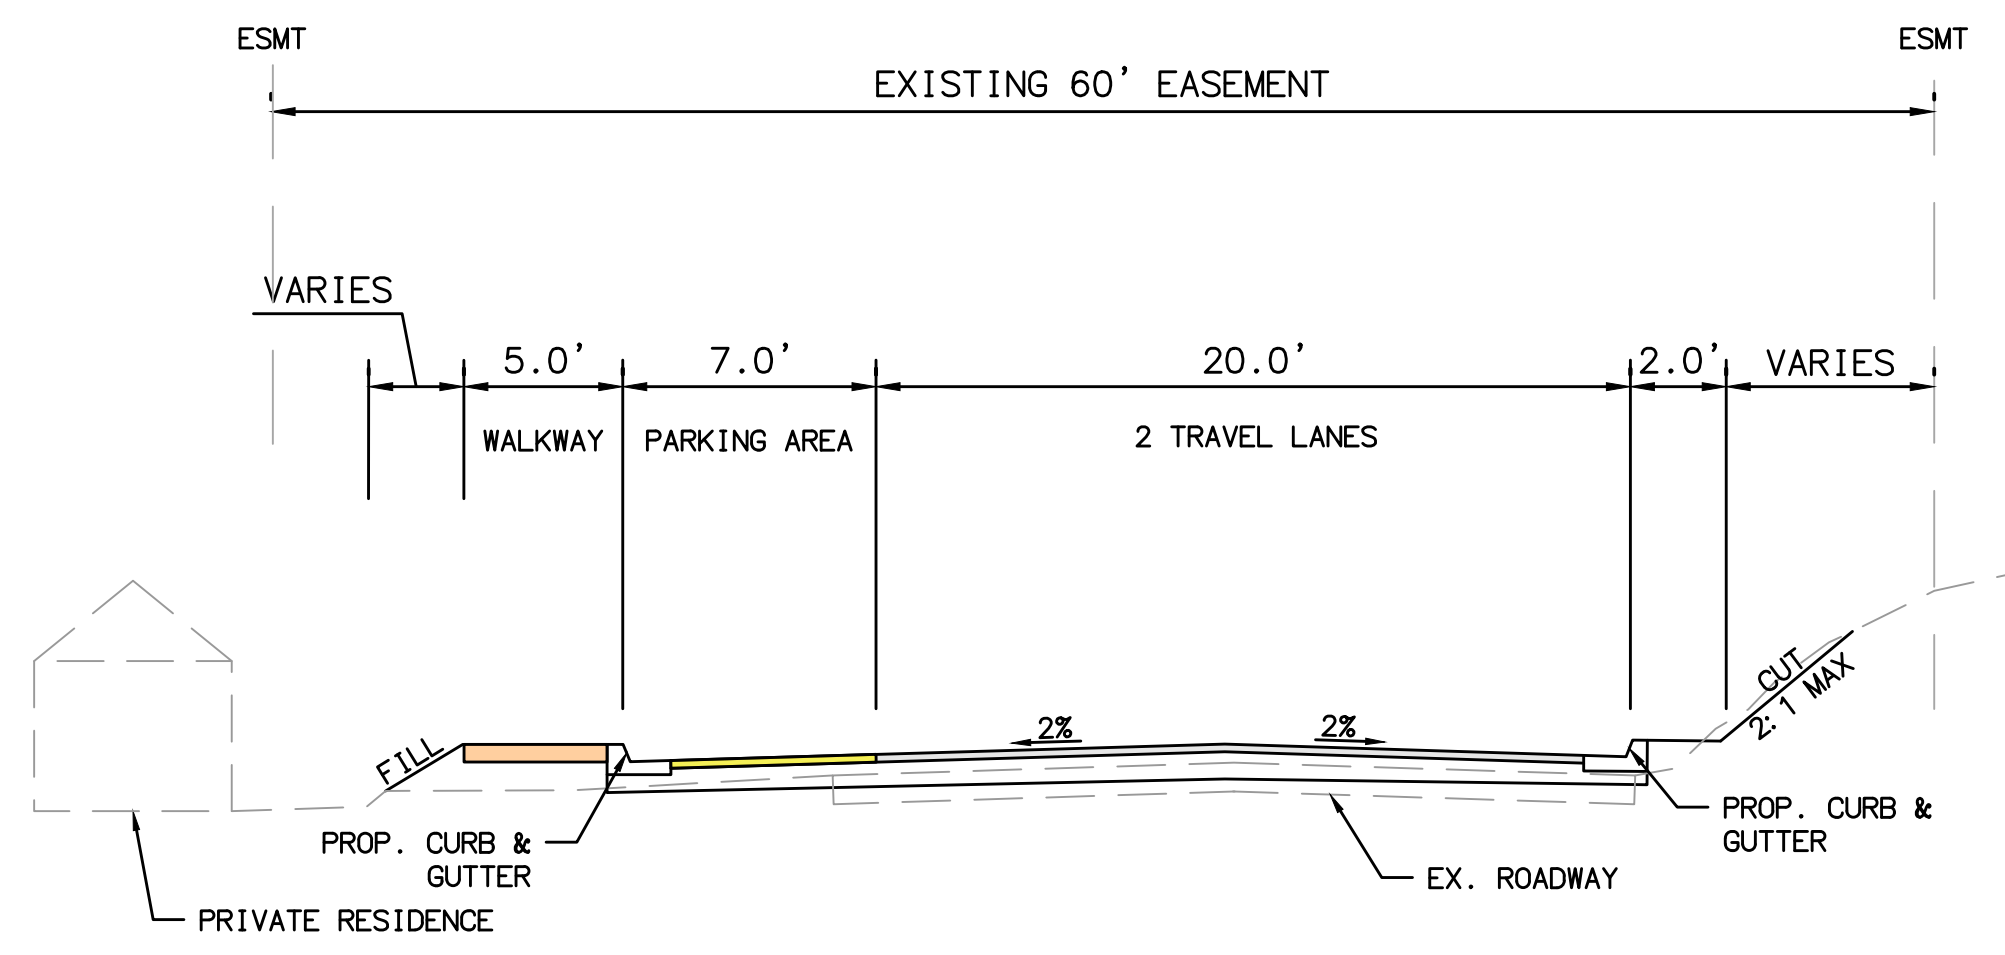 ESMT
ESMT
EXISTING 60' EASEMENT
VARIES
5.0'
7.0'
20.0'
2.0'
VARIES
WALKWAY
PARKING AREA
2 TRAVEL LANES
CUT
2:1 MAX
FILL
2%
2%
PROP. CURB &
GUTTER
PROP. CURB &
GUTTER
EX. ROADWAY
PRIVATE RESIDENCE